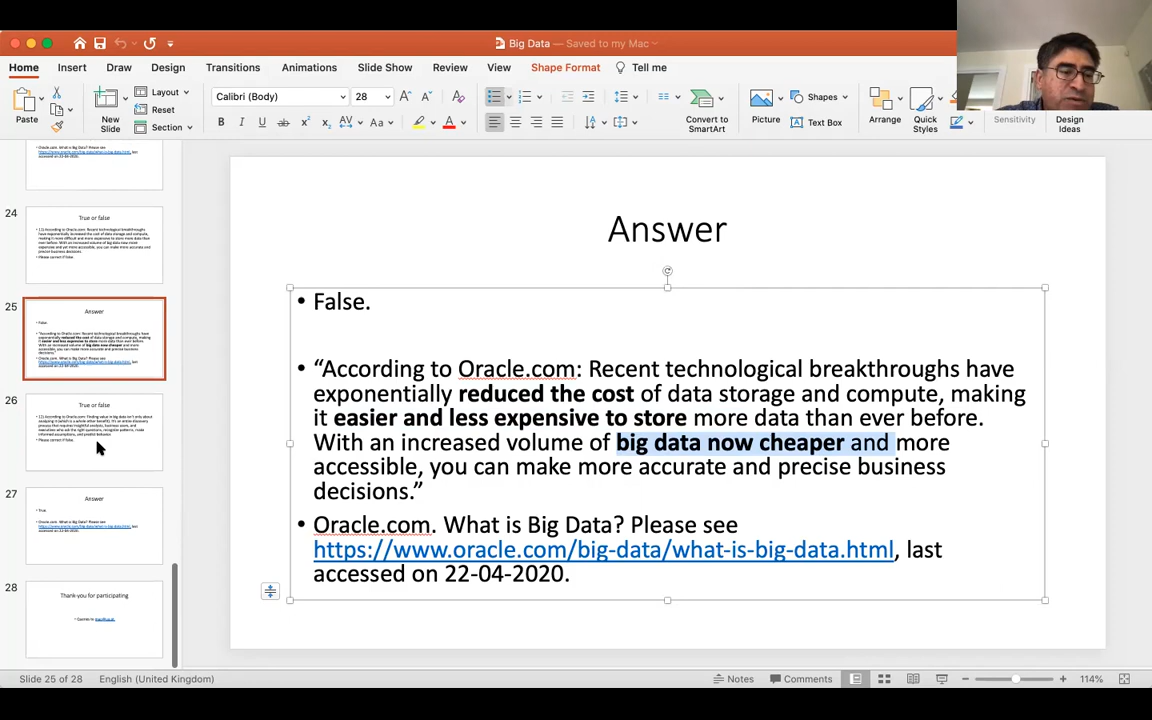 Big Data — Saved to my Mac
Home Insert Draw Design Transitions Animations Slide Show Review View Shape Format Tell me
Paste
New
Slide
Layout
Reset
Section
Calibri (Body) 28
Convert to
SmartArt
Picture
Shapes
Text Box
Arrange
Quick
Styles
Sensitivity
Design
Ideas
24
True or false
25
Answer
False.
26
True or false
Please correct if false.
27
Answer
True.
28
Thank you for participating
Answer
• False.
• “According to Oracle.com: Recent technological breakthroughs have
exponentially reduced the cost of data storage and compute, making
it easier and less expensive to store more data than ever before.
With an increased volume of big data now cheaper and more
accessible, you can make more accurate and precise business
decisions.”
• Oracle.com. What is Big Data? Please see
https://www.oracle.com/big-data/what-is-big-data.html, last
accessed on 22-04-2020.
Slide 25 of 28 English (United Kingdom)
Notes Comments 114%